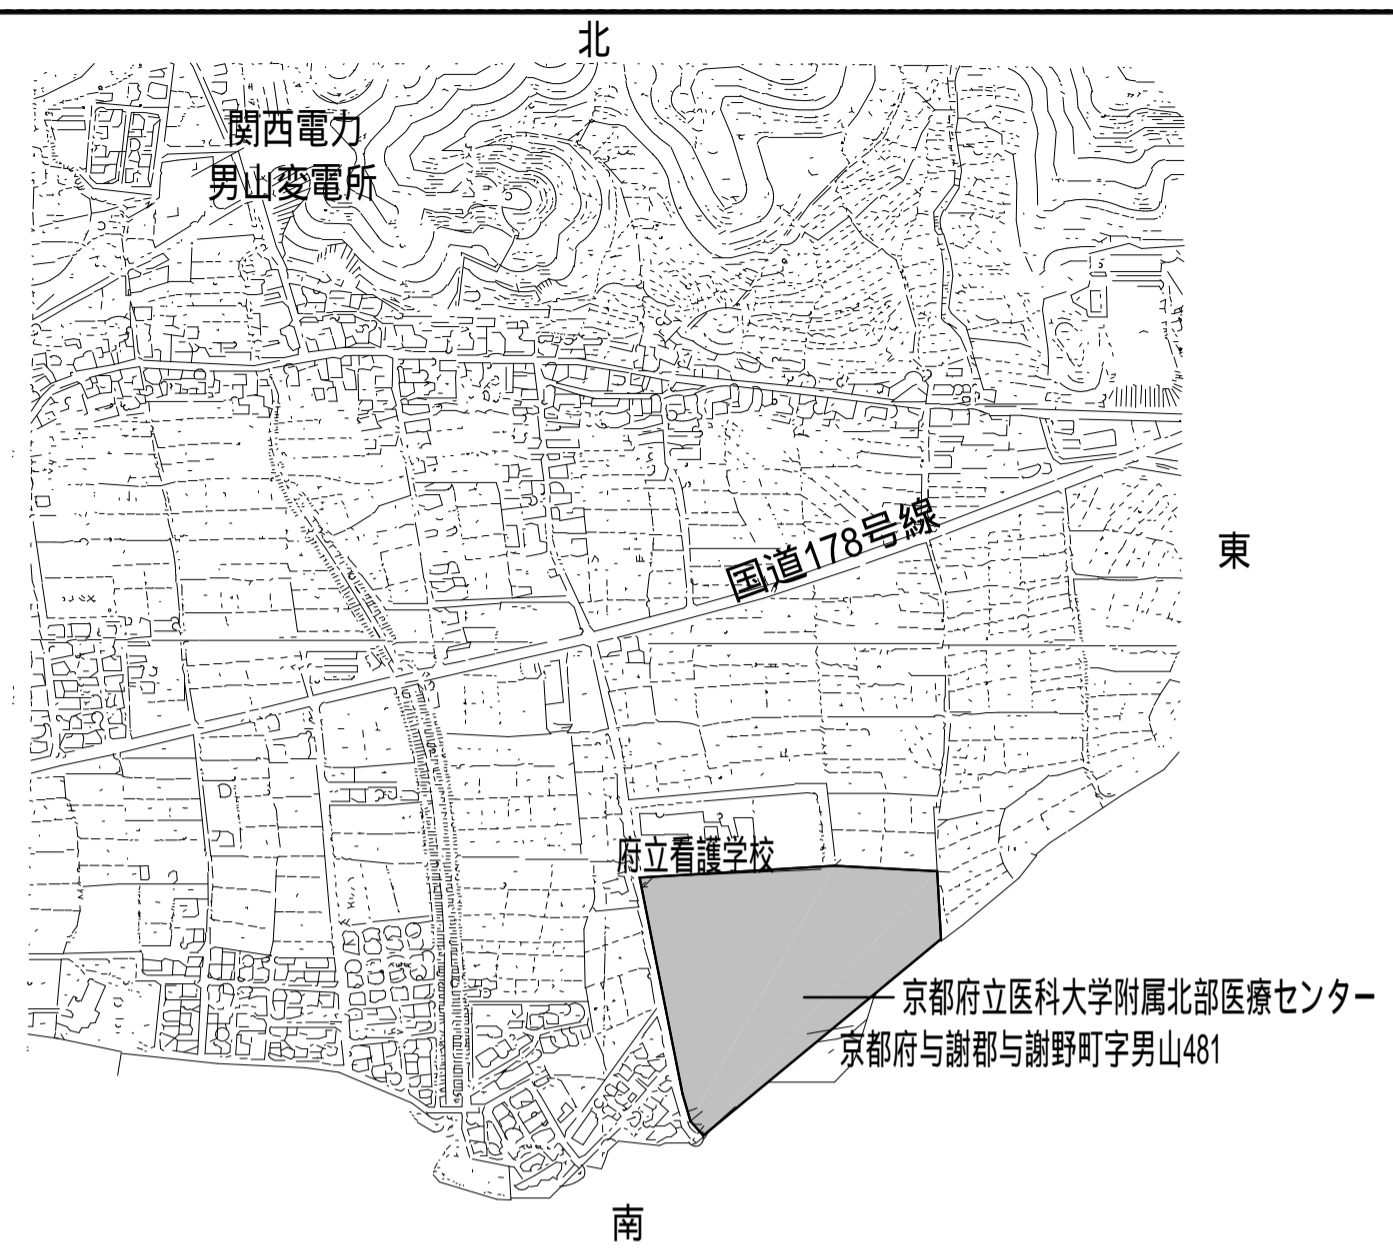 北
関西電力
男山変電所
国道178号線
東
府立看護学校
京都府立医科大学附属北部医療センター
京都府与謝郡与謝野町字男山481
南